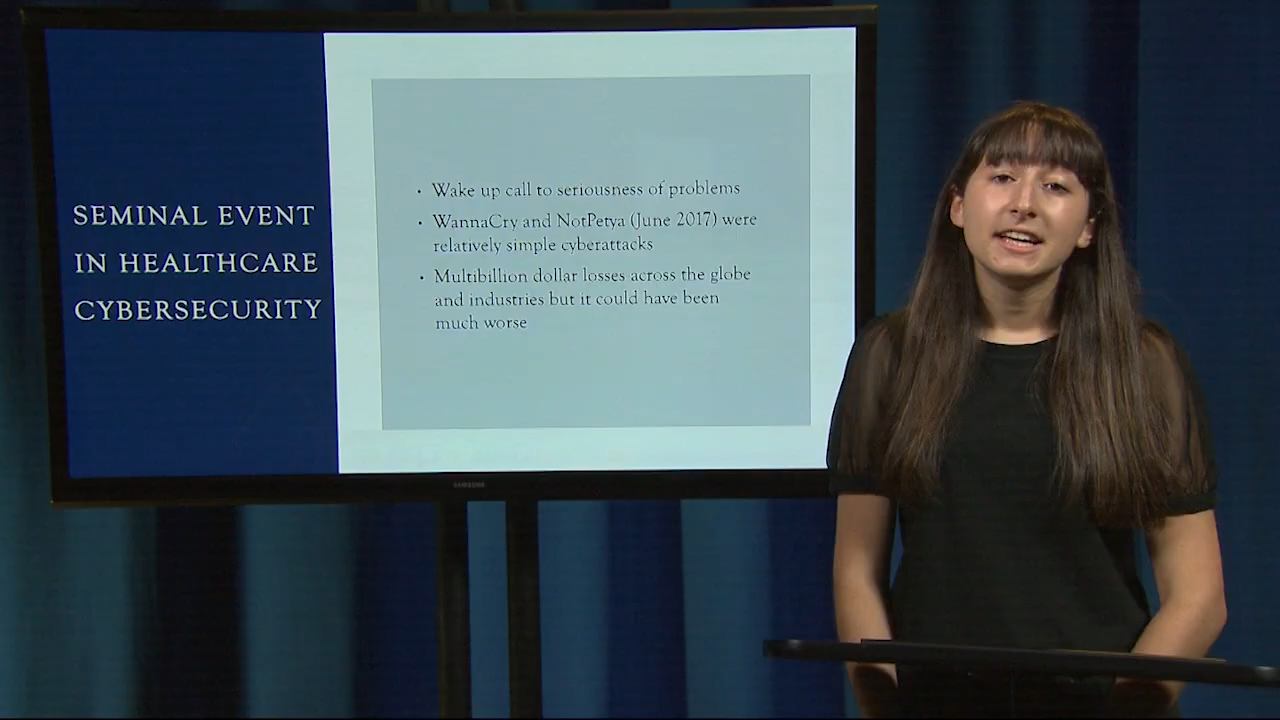 SEMINAL EVENT
IN HEALTHCARE
CYBERSECURITY
• Wake up call to seriousness of problems
• WannaCry and NotPetya (June 2017) were
relatively simple cyberattacks
• Multibillion dollar losses across the globe
and industries but it could have been
much worse
SAMSUNG